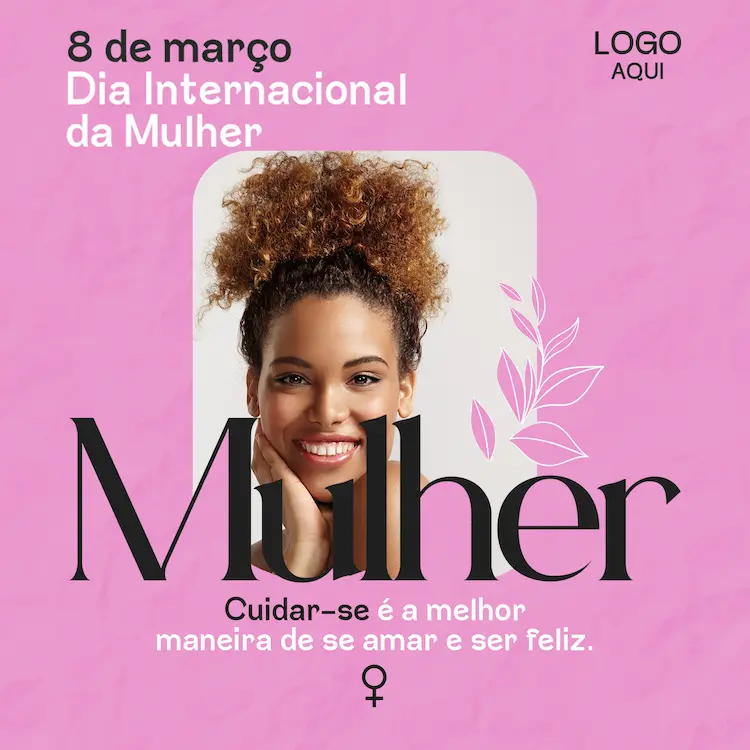 8 de março
Dia Internacional
da Mulher
LOGO
AQUI
Mulher
Cuidar-se é a melhor
maneira de se amar e ser feliz.